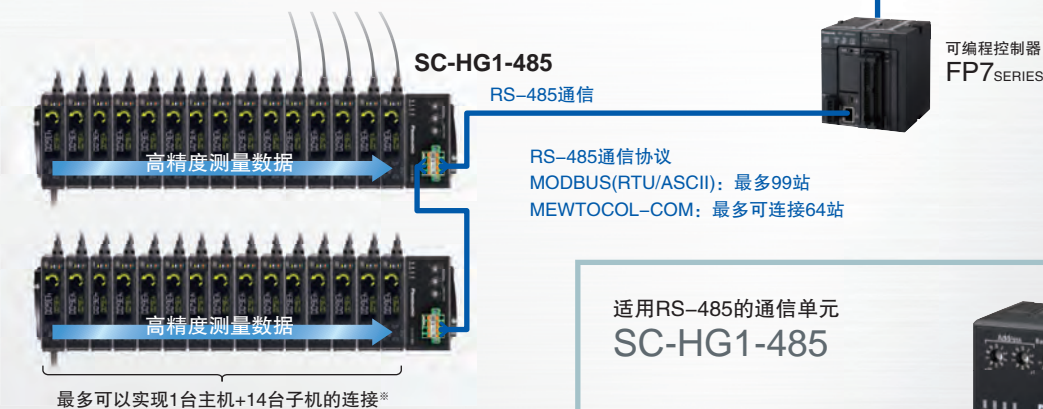 SC-HG1-485
RS-485通信
可编程控制器
FP7 SERIES
高精度测量数据
RS-485通信协议
MODBUS(RTU/ASCII)：最多99站
MEWTOCOL-COM：最多可连接64站
高精度测量数据
最多可以实现1台主机+14台子机的连接※
适用RS-485的通信单元
SC-HG1-485
Address